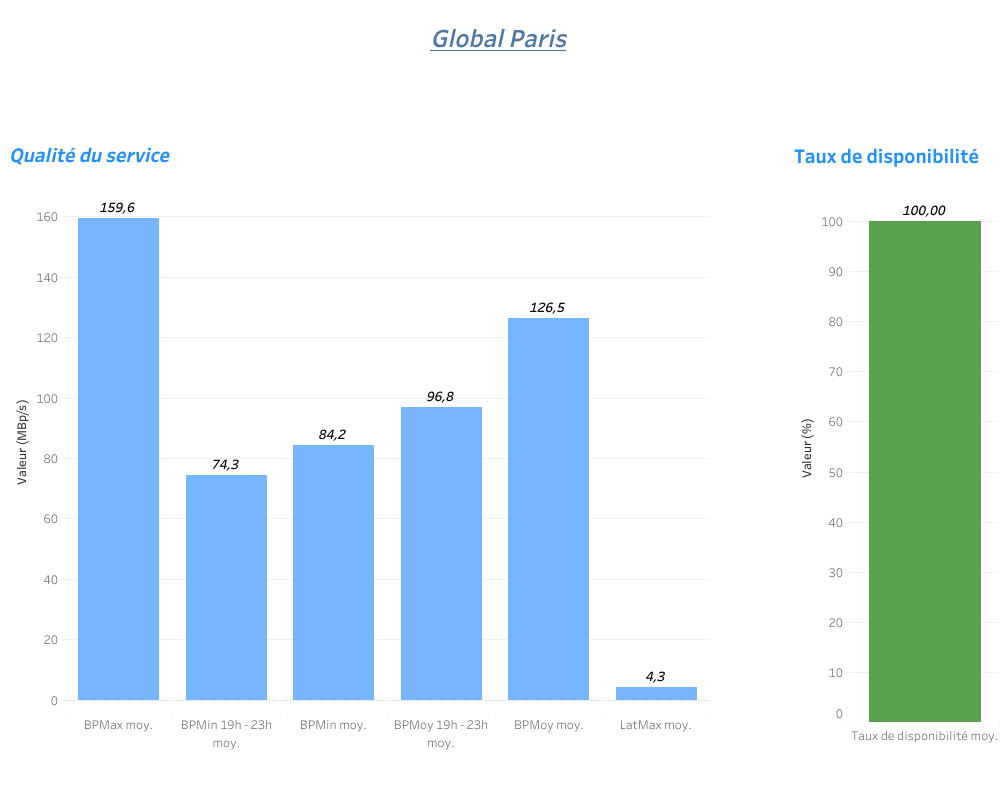 Global Paris
Qualité du service
Taux de disponibilité
Valeur (MBp/s)
160
140
120
100
80
60
40
20
0
159,6
74,3
84,2
96,8
126,5
4,3
BPMax moy.
BPMin 19h - 23h
moy.
BPMin moy.
BPMoy 19h - 23h
moy.
BPMoy moy.
LatMax moy.
Valeur (%)
100
90
80
70
60
50
40
30
20
10
0
100,00
Taux de disponibilité moy.